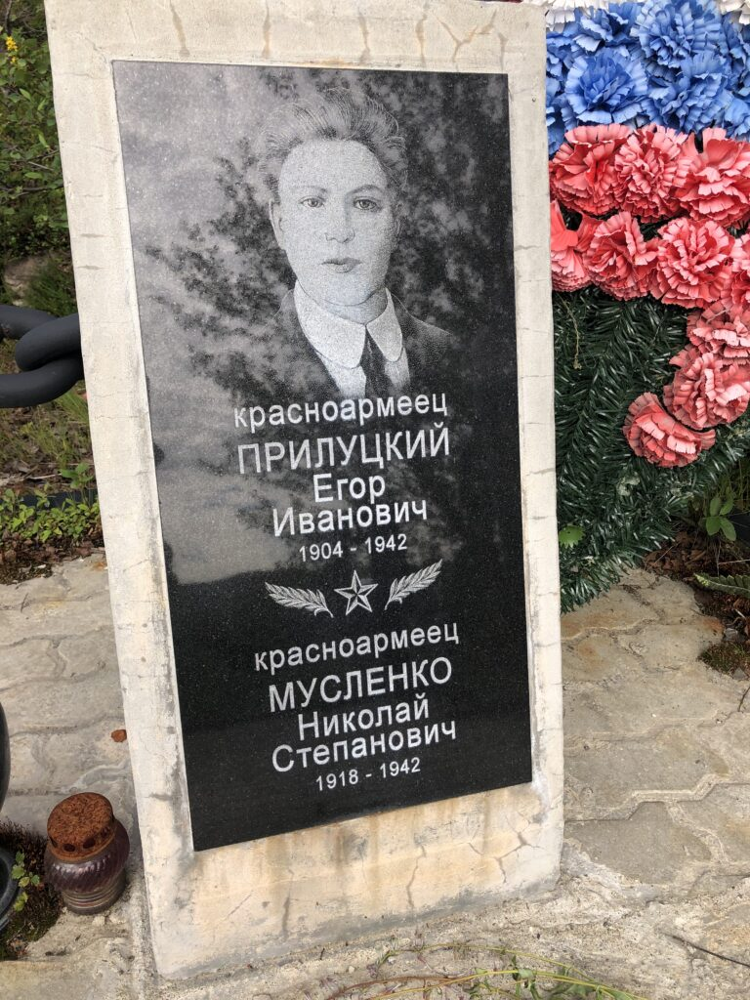 красноармеец
ПРИЛУЦКИЙ
Егор
Иванович
1904 - 1942
красноармеец
МУСЛЕНКО
Николай
Степанович
1918 - 1942